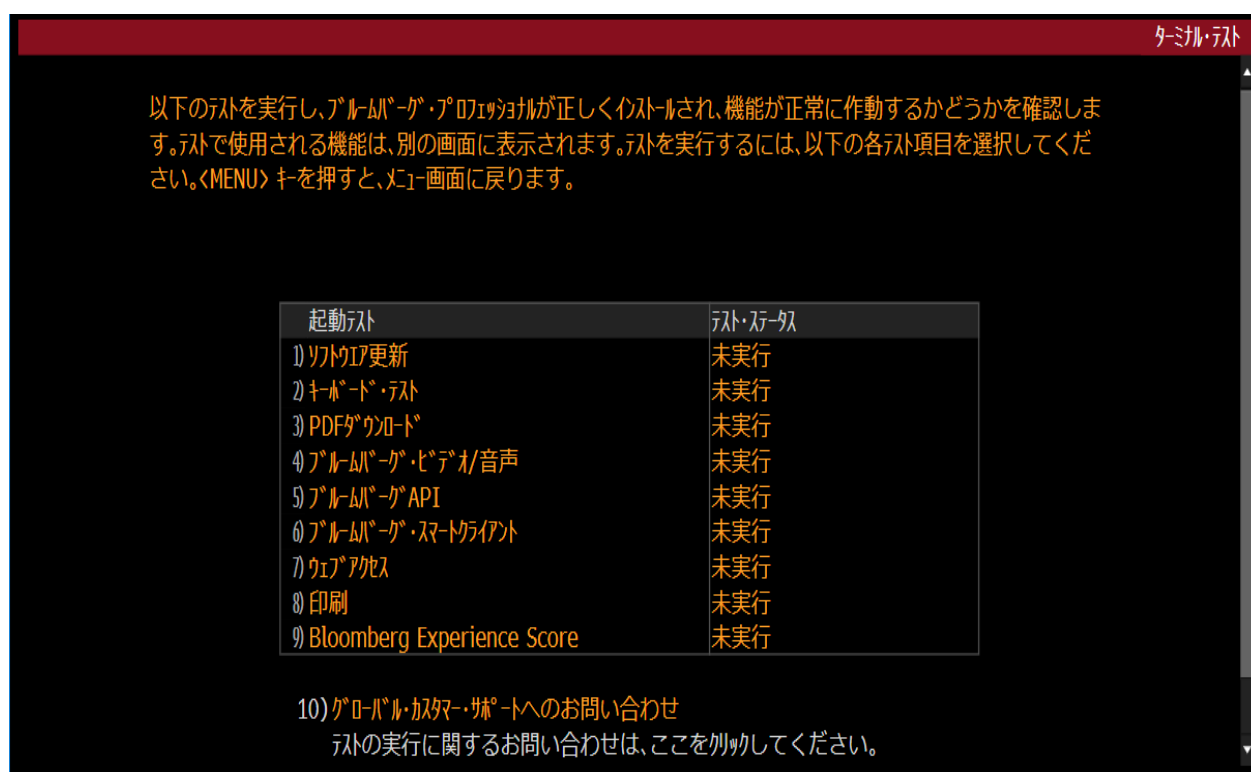 ﾀｰﾐﾅﾙ・ﾃｽﾄ
以下のﾃｽﾄを実行し､ﾌﾞﾙｰﾑﾊﾞｰｸﾞ・ﾌﾟﾛﾌｪｯｼｮﾅﾙが正しくｲﾝｽﾄｰﾙされ､機能が正常に作動するかどうかを確認しま
す｡ﾃｽﾄで使用される機能は､別の画面に表示されます｡ﾃｽﾄを実行するには､以下の各ﾃｽﾄ項目を選択してくだ
さい｡<MENU> ｷｰを押すと､ﾒﾆｭｰ画面に戻ります｡
起動ﾃｽﾄ ﾃｽﾄ・ｽﾃｰﾀｽ
1) ｿﾌﾄｳｴｱ更新 未実行
2) ｷｰﾎﾞｰﾄﾞ・ﾃｽﾄ 未実行
3) PDFﾀﾞｳﾝﾛｰﾄﾞ 未実行
4) ﾌﾞﾙｰﾑﾊﾞｰｸﾞ・ﾋﾞﾃﾞｵ/音声 未実行
5) ﾌﾞﾙｰﾑﾊﾞｰｸﾞAPI 未実行
6) ﾌﾞﾙｰﾑﾊﾞｰｸﾞ・ｽﾏｰﾄｸﾗｲｱﾝﾄ 未実行
7) ｳｪﾌﾞｱｸｾｽ 未実行
8) 印刷 未実行
9) Bloomberg Experience Score 未実行
10) ｸﾞﾛｰﾊﾞﾙ・ｶｽﾀﾏｰ・ｻﾎﾟｰﾄへのお問い合わせ
ﾃｽﾄの実行に関するお問い合わせは､ここをｸﾘｯｸしてください｡